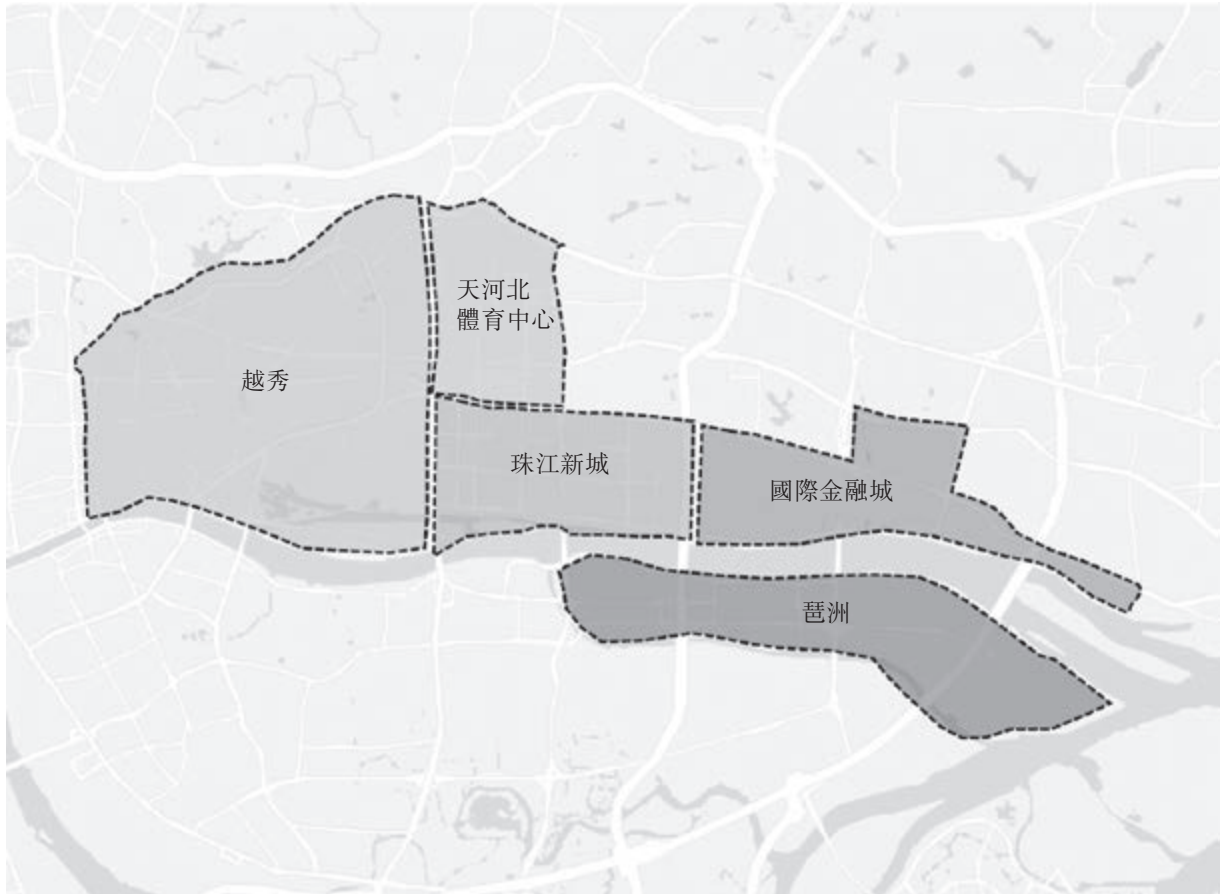 天河北
體育中心
越秀
珠江新城
國際金融城
琶洲